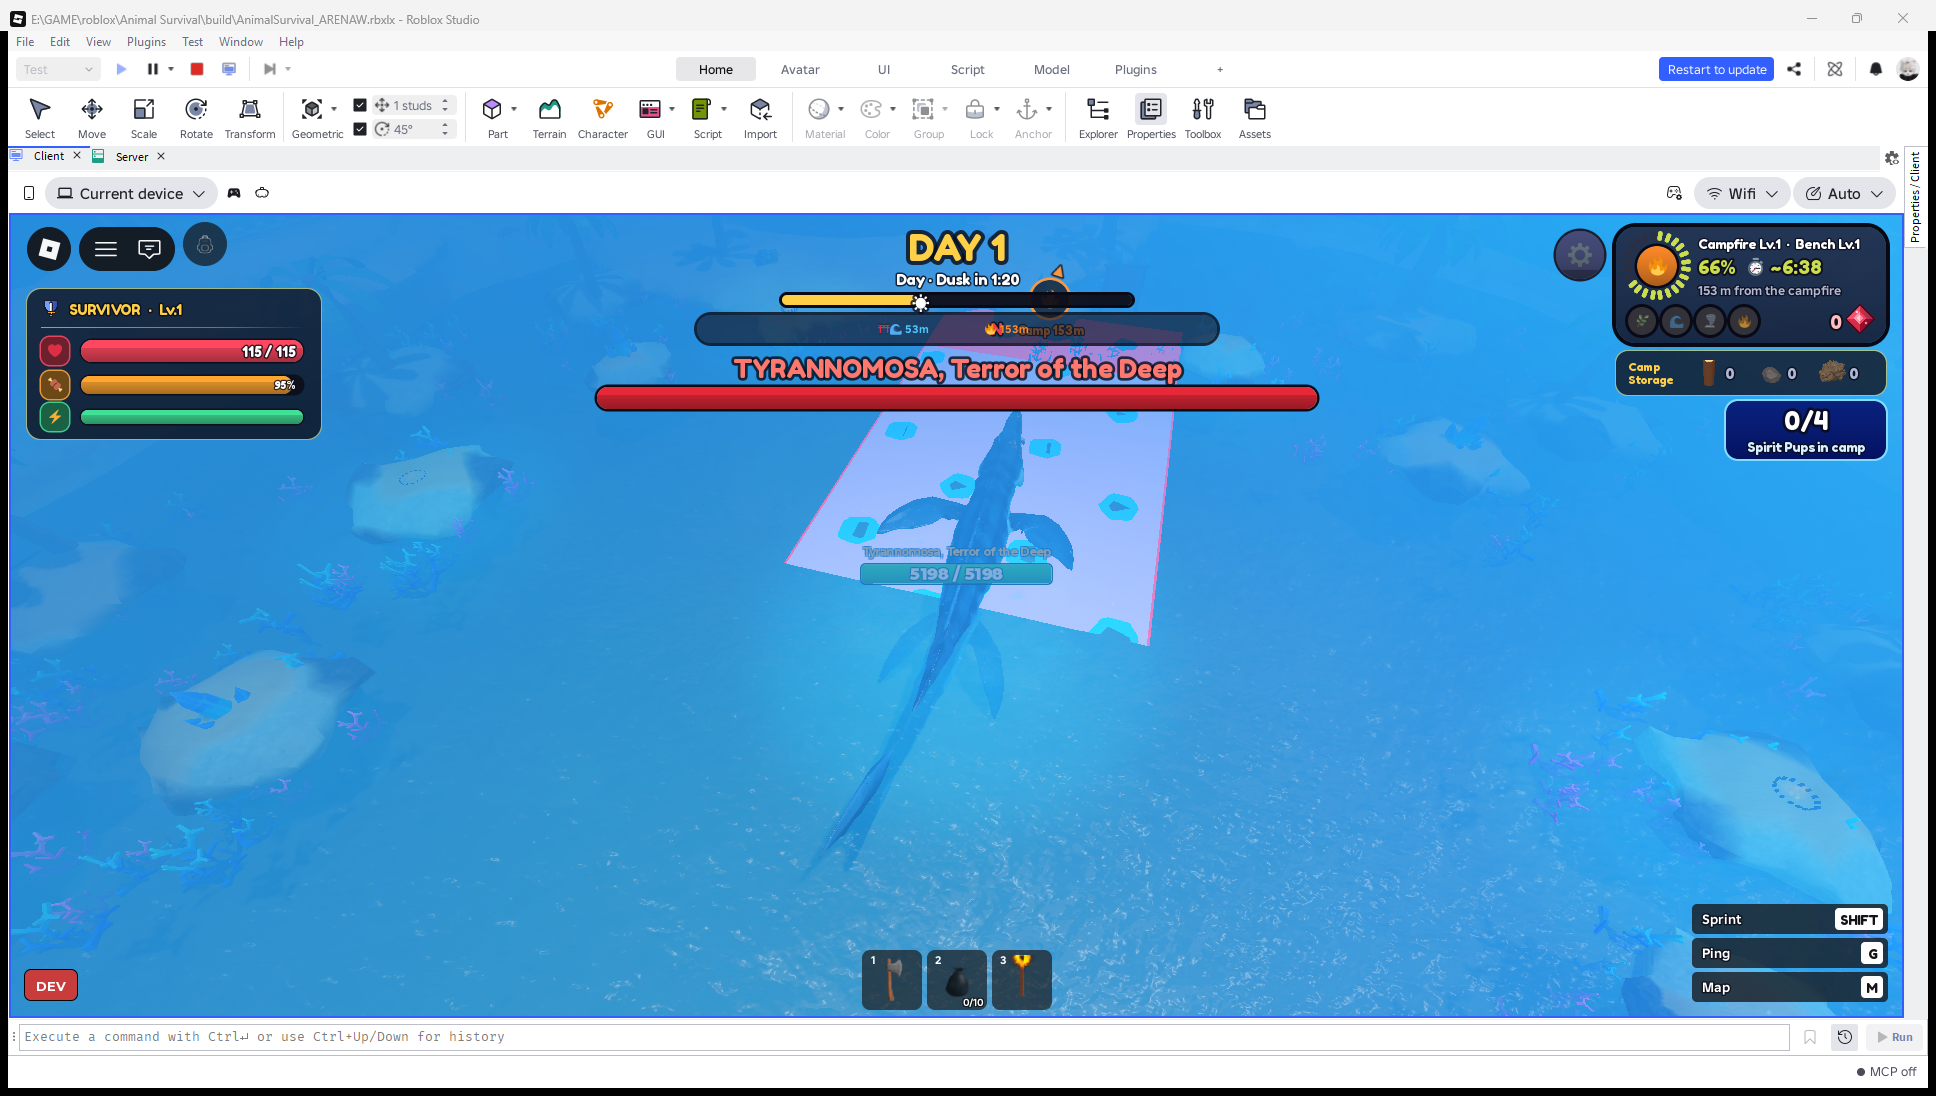 E:\GAME\roblox\Animal Survival\build\AnimalSurvival_ARENAW.rbxlx - Roblox Studio
File Edit View Plugins Test Window Help
Test
Home Avatar UI Script Model Plugins +
Restart to update
1 studs
45°
Select Move Scale Rotate Transform Geometric Part Terrain Character GUI Script Import Material Color Group Lock Anchor Explorer Properties Toolbox Assets
Client Server
Properties / Client
Current device
Wifi Auto
DAY 1
Day · Dusk in 1:20
53m 153m Camp 153m
TYRANNOMOSA, Terror of the Deep
SURVIVOR · Lv.1
115 / 115
95%
Campfire Lv.1 · Bench Lv.1
66% ~6:38
153 m from the campfire
0
Camp Storage 0 0 0
0/4
Spirit Pups in camp
Tyrannomosa, Terror of the Deep
5198 / 5198
Sprint SHIFT
Ping G
Map M
1 2 3
0/10
DEV
Execute a command with Ctrl+↵ or use Ctrl+Up/Down for history
Run
MCP off